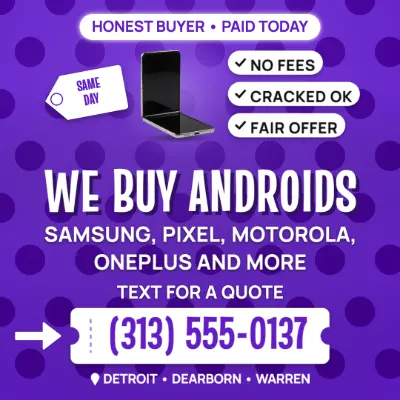 HONEST BUYER • PAID TODAY
SAME
DAY
✓ NO FEES
✓ CRACKED OK
✓ FAIR OFFER
WE BUY ANDROIDS
SAMSUNG, PIXEL, MOTOROLA,
ONEPLUS AND MORE
TEXT FOR A QUOTE
(313) 555-0137
DETROIT • DEARBORN • WARREN